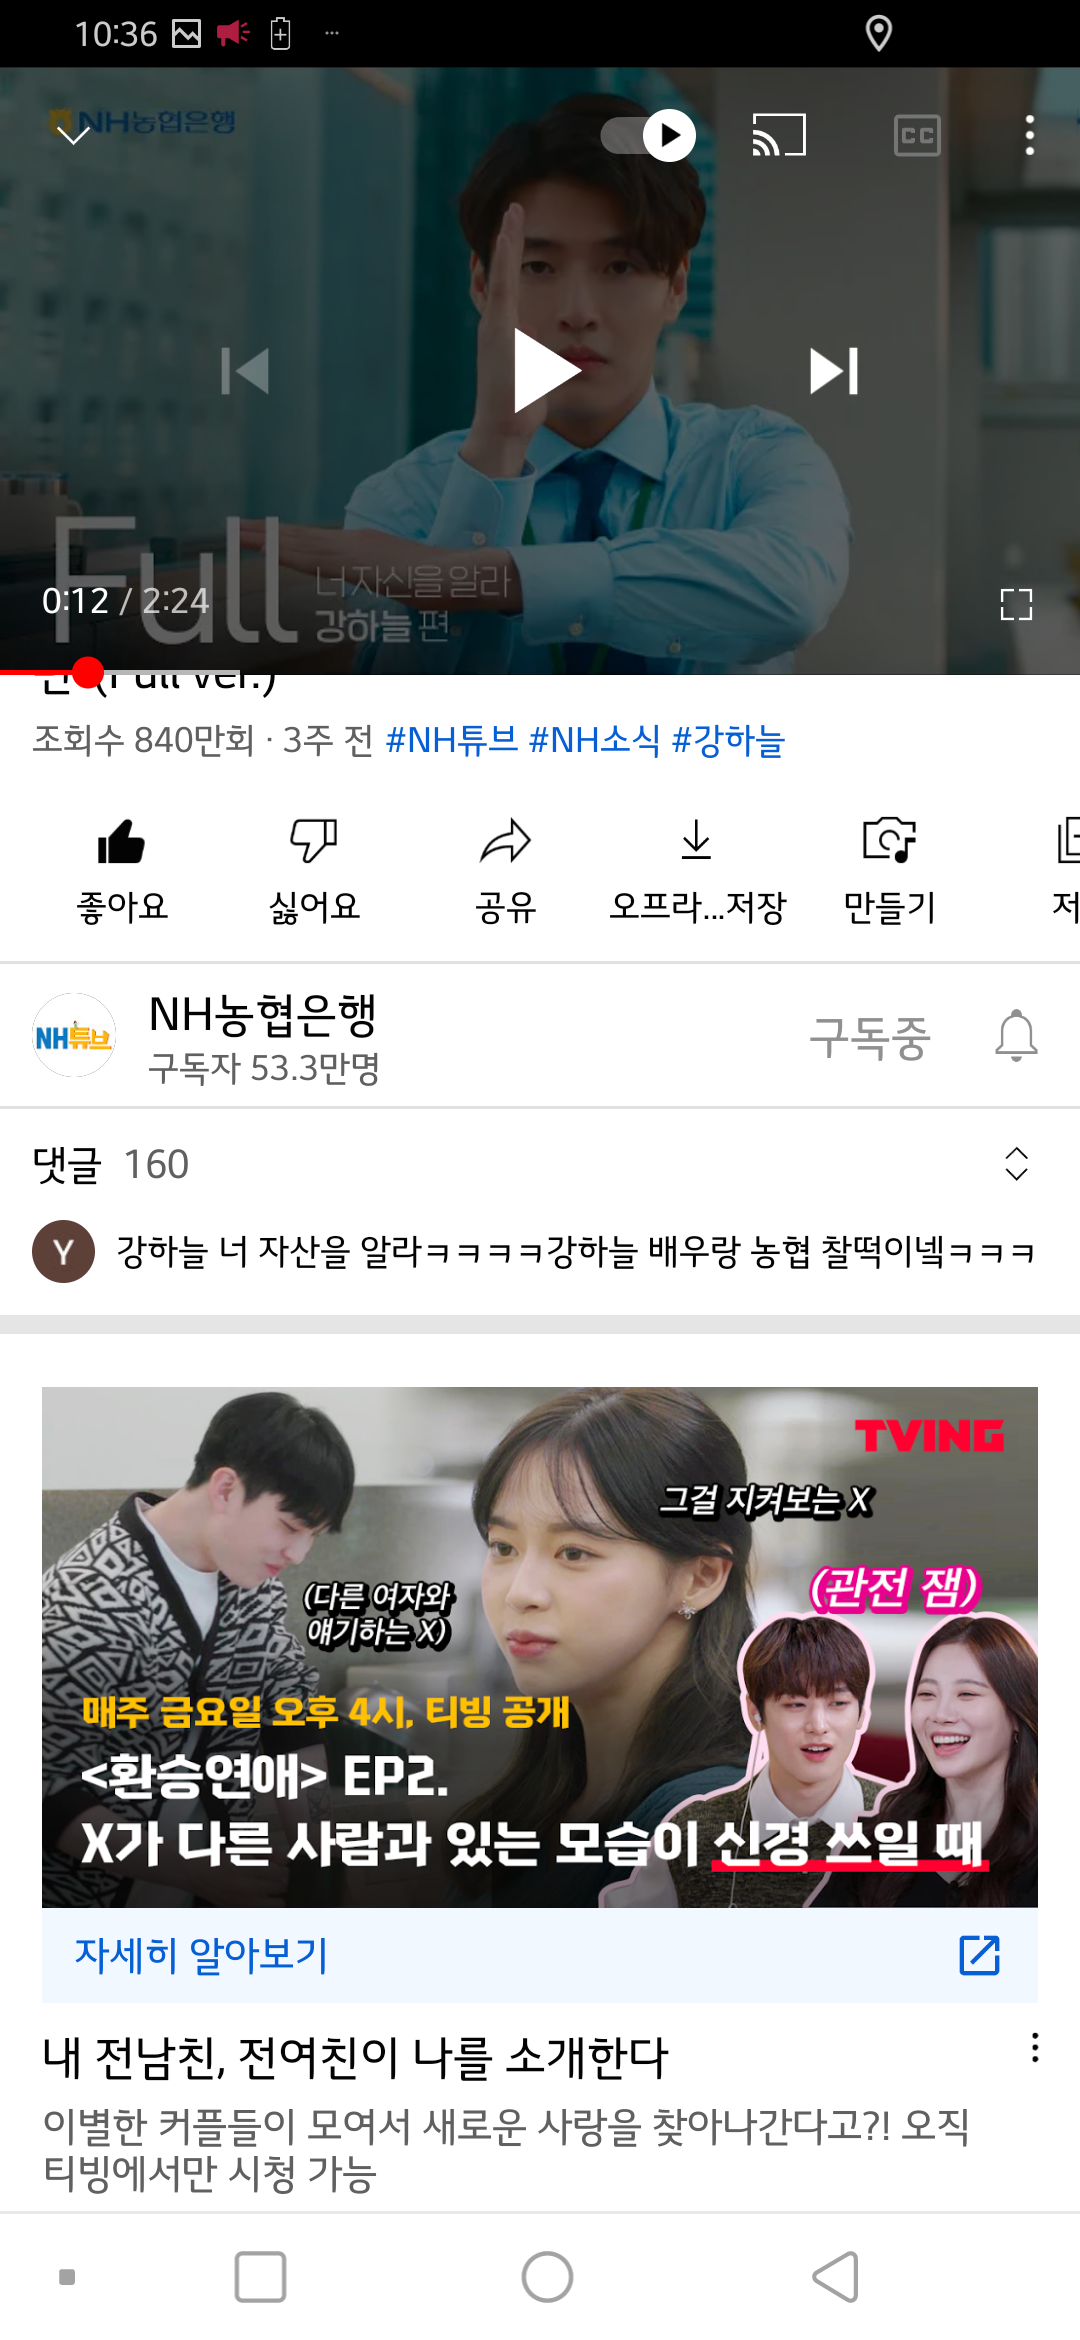 10:36
NH농협은행
CC
Full
너 자신을 알라
강하늘 편
0:12 / 2:24
편 (Full ver.)
조회수 840만회 · 3주 전 #NH튜브 #NH소식 #강하늘
좋아요 싫어요 공유 오프라...저장 만들기 저
NH튜브
NH농협은행
구독자 53.3만명
구독중
댓글 160
Y
강하늘 너 자산을 알라ㅋㅋㅋㅋ강하늘 배우랑 농협 찰떡이넼ㅋㅋㅋ
TVING
그걸 지켜보는 X
(관전 잼)
(다른 여자와
얘기하는 X)
매주 금요일 오후 4시, 티빙 공개
<환승연애> EP2.
X가 다른 사람과 있는 모습이 신경 쓰일 때
자세히 알아보기
내 전남친, 전여친이 나를 소개한다
이별한 커플들이 모여서 새로운 사랑을 찾아나간다고?! 오직
티빙에서만 시청 가능